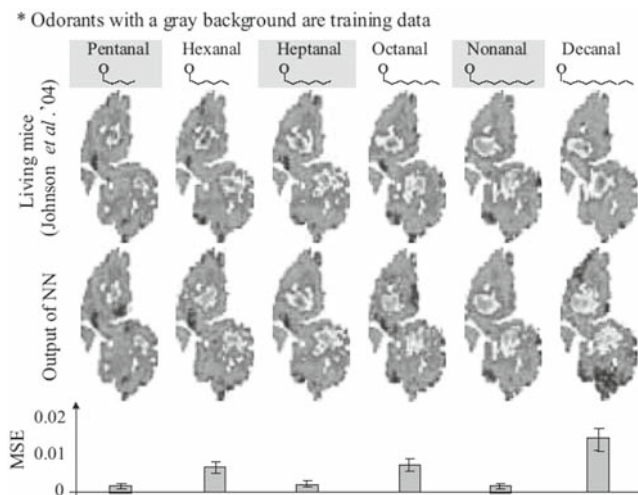 * Odorants with a gray background are training data
Pentanal Hexanal Heptanal Octanal Nonanal Decanal
O O O O O O
Living mice
(Johnson et al. '04)
Output of NN
MSE
0.02
0.01
0